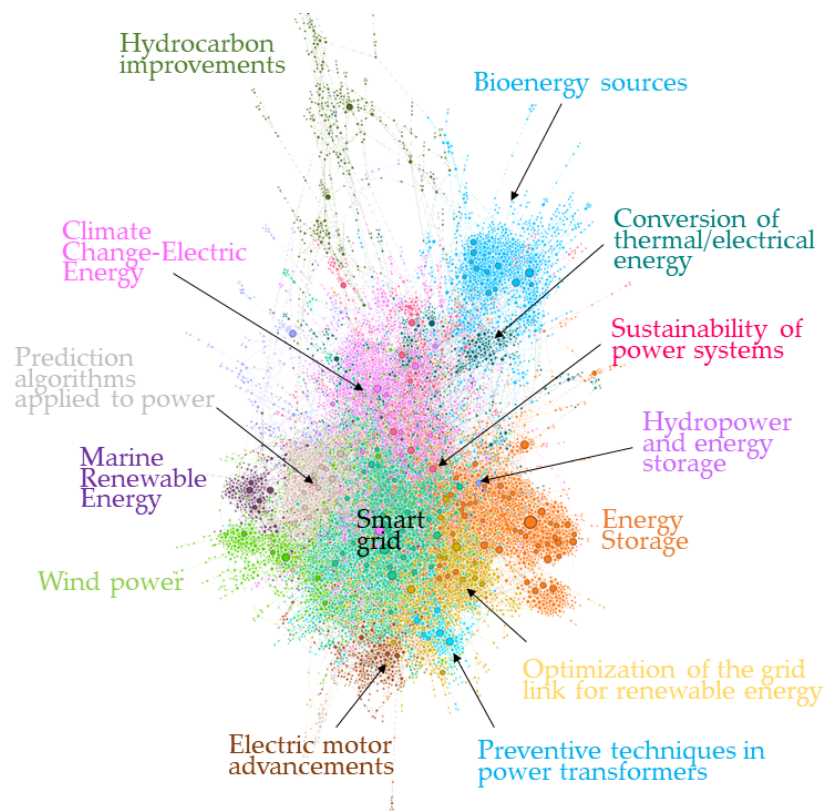 Hydrocarbon
improvements
Bioenergy sources
Climate
Change-Electric
Energy
Conversion of
thermal/electrical
energy
Sustainability of
power systems
Prediction
algorithms
applied to power
Hydropower
and energy
storage
Marine
Renewable
Energy
Smart
grid
Energy
Storage
Wind power
Optimization of the grid
link for renewable energy
Electric motor
advancements
Preventive techniques in
power transformers